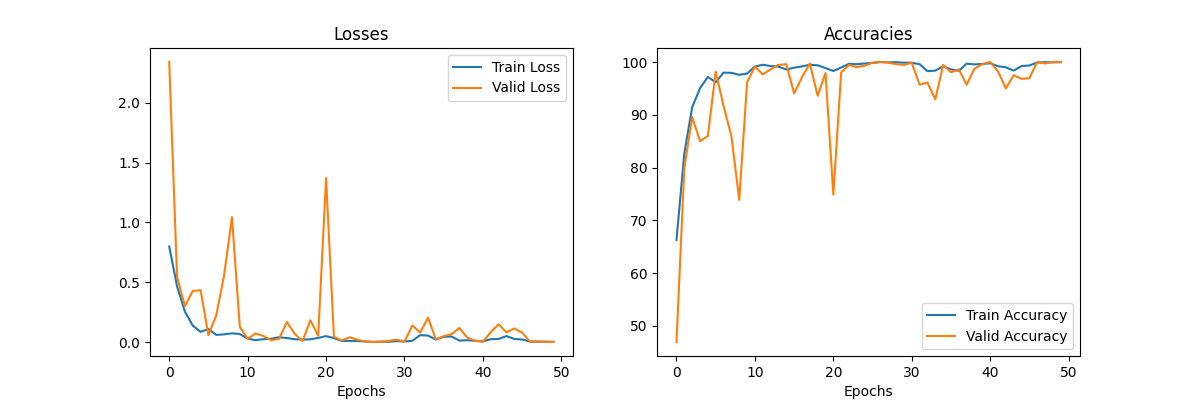 Losses
Train Loss
Valid Loss
2.0
1.5
1.0
0.5
0.0
0 10 20 30 40 50
Epochs
Accuracies
100
90
80
70
60
50
Train Accuracy
Valid Accuracy
0 10 20 30 40 50
Epochs